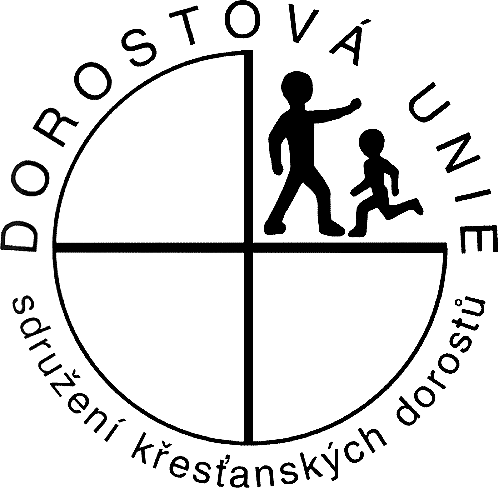 DOROSTOVÁ UNIE
sdružení křesťanských dorostů